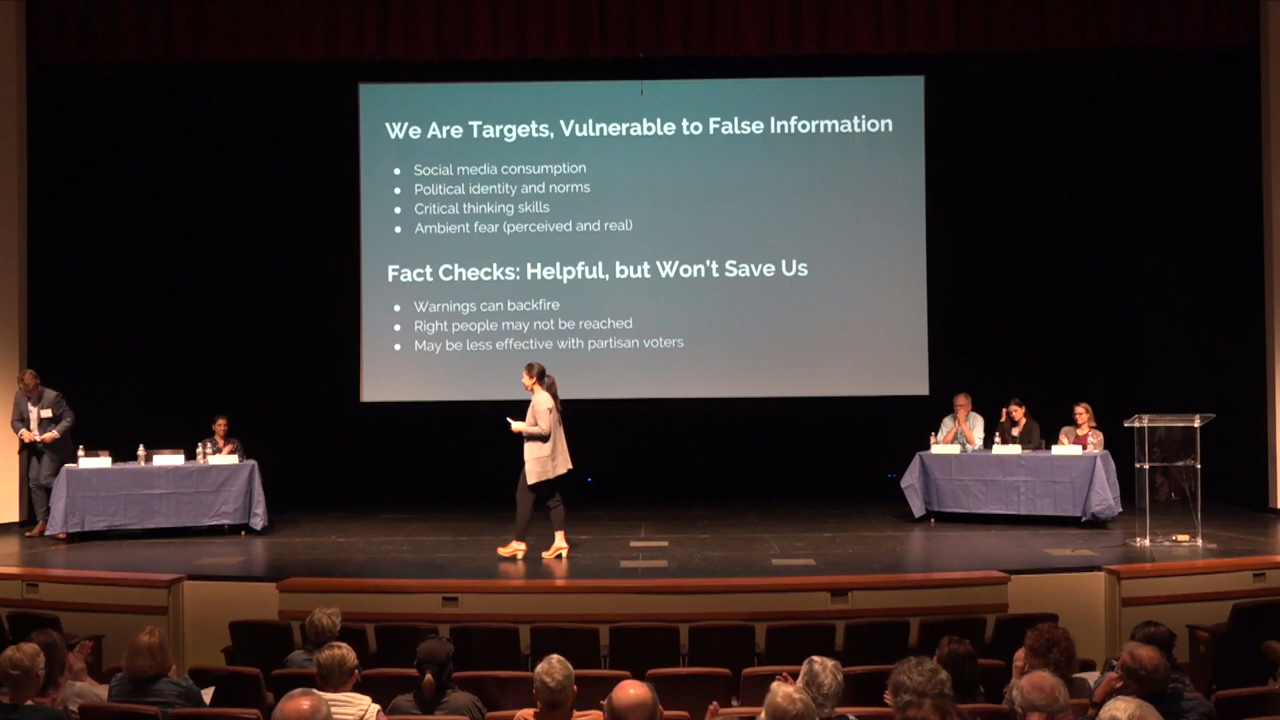 We Are Targets, Vulnerable to False Information
● Social media consumption
● Political identity and norms
● Critical thinking skills
● Ambient fear (perceived and real)
Fact Checks: Helpful, but Won't Save Us
● Warnings can backfire
● Right people may not be reached
● May be less effective with partisan voters